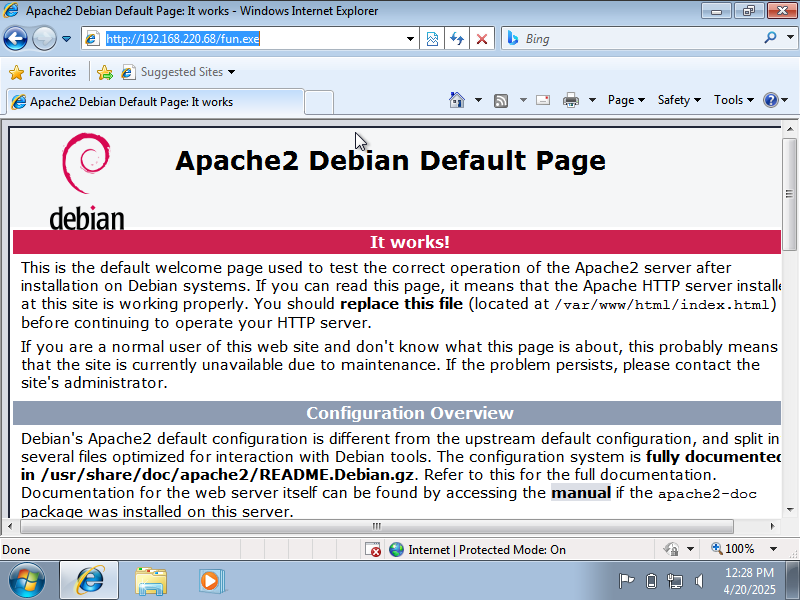 Apache2 Debian Default Page: It works - Windows Internet Explorer
http://192.168.220.68/fun.exe
Bing
Favorites
Suggested Sites
Apache2 Debian Default Page: It works
Page
Safety
Tools
Apache2 Debian Default Page
debian
It works!
This is the default welcome page used to test the correct operation of the Apache2 server after
installation on Debian systems. If you can read this page, it means that the Apache HTTP server installe
at this site is working properly. You should replace this file (located at /var/www/html/index.html)
before continuing to operate your HTTP server.
If you are a normal user of this web site and don't know what this page is about, this probably means
that the site is currently unavailable due to maintenance. If the problem persists, please contact the
site's administrator.
Configuration Overview
Debian's Apache2 default configuration is different from the upstream default configuration, and split in
several files optimized for interaction with Debian tools. The configuration system is fully documented
in /usr/share/doc/apache2/README.Debian.gz. Refer to this for the full documentation.
Documentation for the web server itself can be found by accessing the manual if the apache2-doc
package was installed on this server.
Done
Internet | Protected Mode: On
100%
12:28 PM
4/20/2025